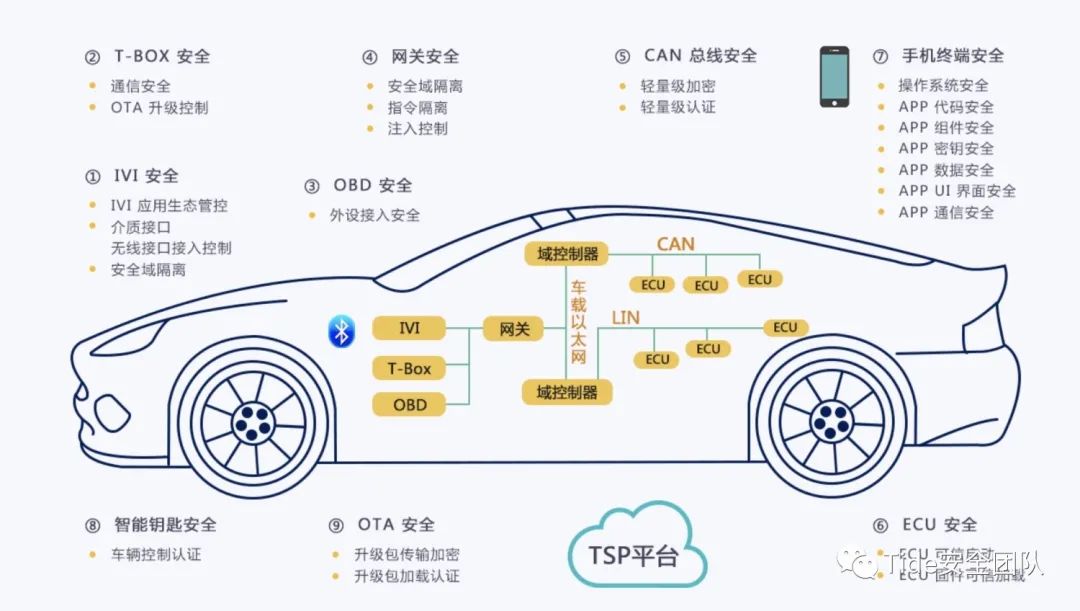 ② T-BOX 安全
通信安全
OTA 升级控制
④ 网关安全
安全域隔离
指令隔离
注入控制
⑤ CAN 总线安全
轻量级加密
轻量级认证
⑦ 手机终端安全
操作系统安全
APP 代码安全
APP 组件安全
APP 密钥安全
APP 数据安全
APP UI 界面安全
APP 通信安全
① IVI 安全
IVI 应用生态管控
介质接口
无线接口接入控制
安全域隔离
③ OBD 安全
外设接入安全
域控制器
CAN
ECU
ECU
ECU
车载以太网
LIN
ECU
ECU
ECU
IVI
网关
T-Box
OBD
域控制器
⑧ 智能钥匙安全
车辆控制认证
⑨ OTA 安全
升级包传输加密
升级包加载认证
TSP平台
⑥ ECU 安全
ECU 可信启动
ECU 固件可信加载
Tide安全团队